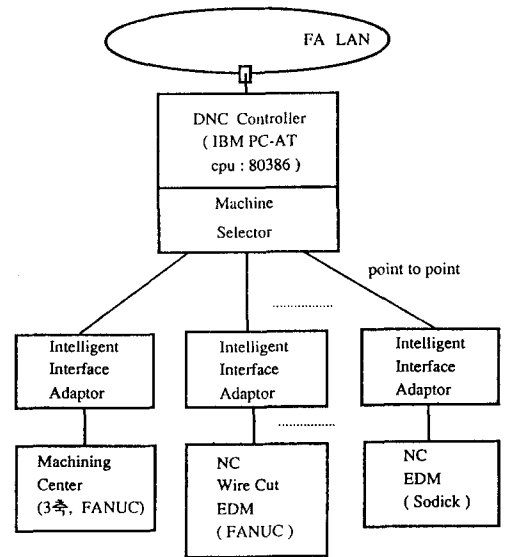 FA LAN
DNC Controller
( IBM PC-AT
cpu : 80386 )
Machine
Selector
point to point
Intelligent
Interface
Adaptor
Intelligent
Interface
Adaptor
Intelligent
Interface
Adaptor
Machining
Center
(3축, FANUC)
NC
Wire Cut
EDM
( FANUC )
NC
EDM
( Sodick )